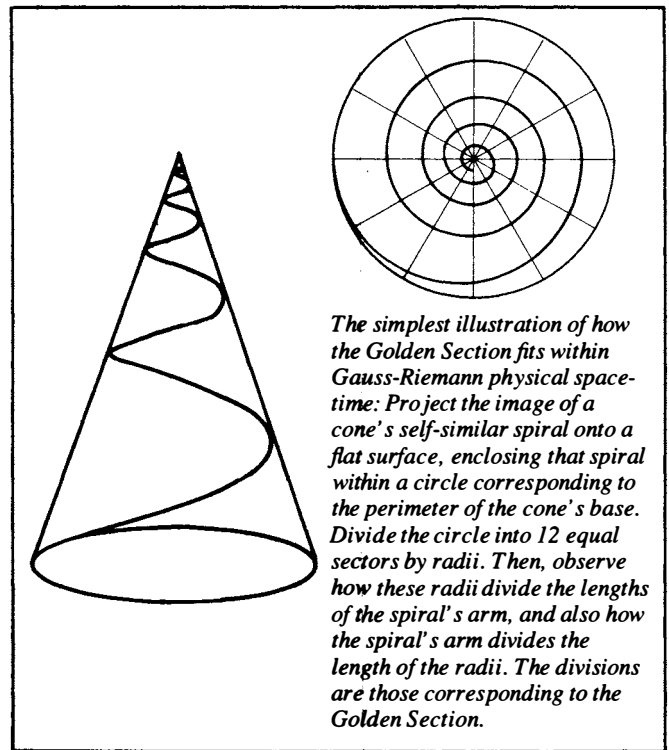 The simplest illustration of how
the Golden Section fits within
Gauss-Riemann physical space-
time: Project the image of a
cone's self-similar spiral onto a
flat surface, enclosing that spiral
within a circle corresponding to
the perimeter of the cone's base.
Divide the circle into 12 equal
sectors by radii. Then, observe
how these radii divide the lengths
of the spiral's arm, and also how
the spiral's arm divides the
length of the radii. The divisions
are those corresponding to the
Golden Section.